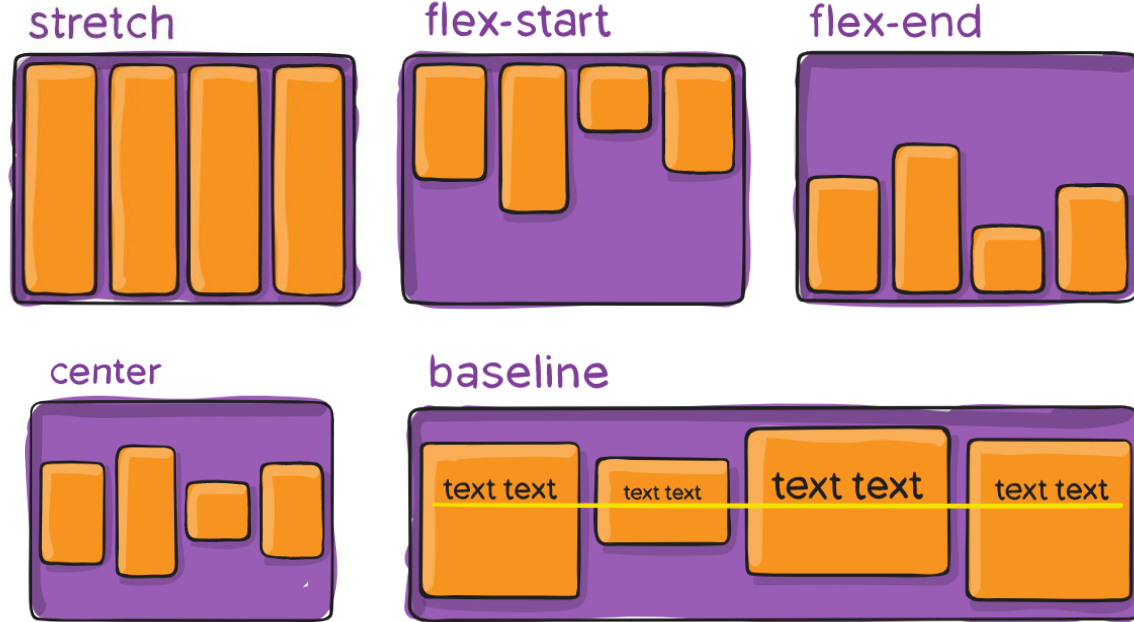 stretch
flex-start
flex-end
center
baseline
text text
text text
text text
text text